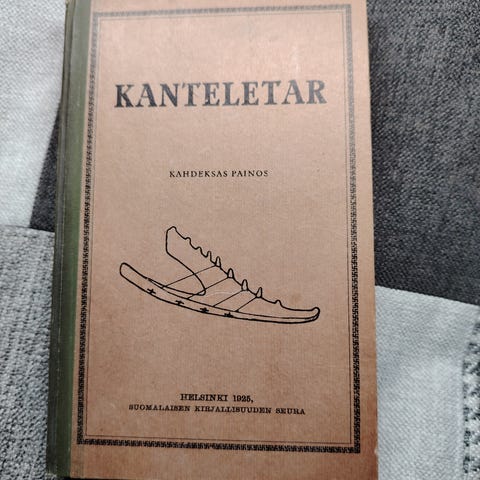 KANTELETAR
KAHDEKSAS PAINOS
HELSINKI 1925,
SUOMALAISEN KIRJALLISUUDEN SEURA